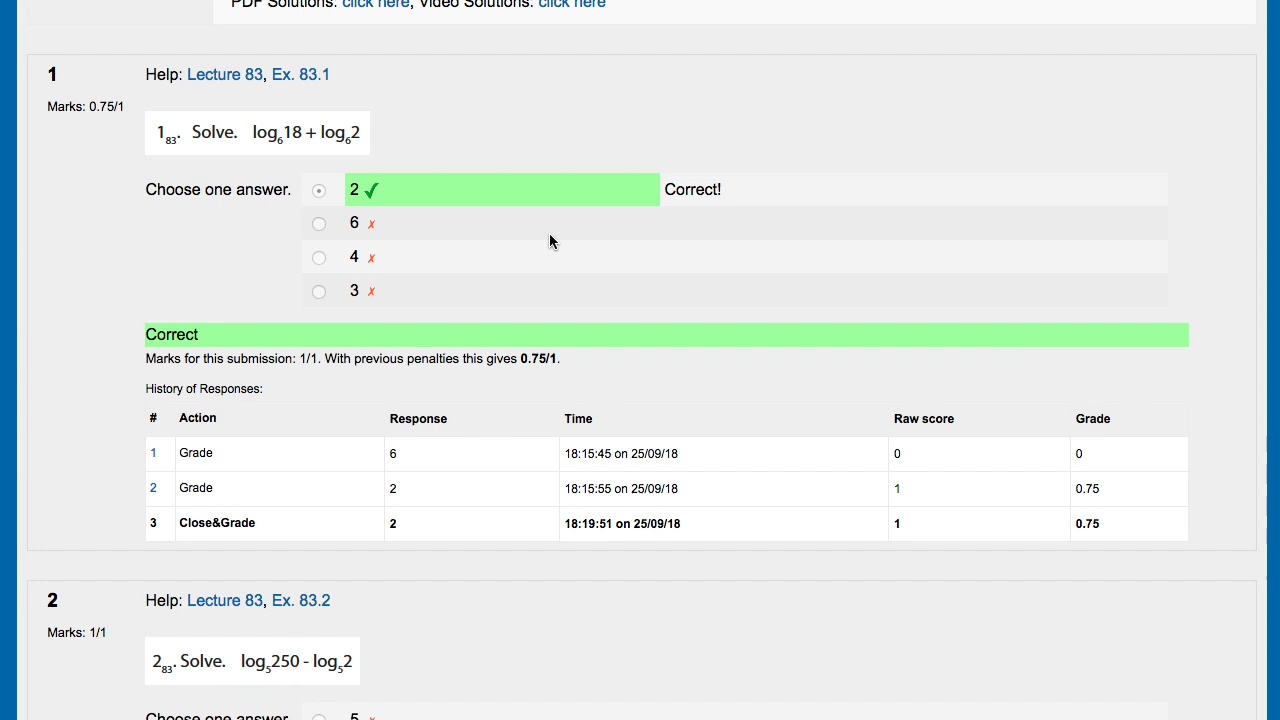 PDF Solutions: click here, Video Solutions: click here
1
Help: Lecture 83, Ex. 83.1
Marks: 0.75/1
1₈₃. Solve. log₆18 + log₆2
Choose one answer.
2 ✓ Correct!
6 ✗
4 ✗
3 ✗
Correct
Marks for this submission: 1/1. With previous penalties this gives 0.75/1.
History of Responses:
# Action Response Time Raw score Grade
1 Grade 6 18:15:45 on 25/09/18 0 0
2 Grade 2 18:15:55 on 25/09/18 1 0.75
3 Close&Grade 2 18:19:51 on 25/09/18 1 0.75
2
Help: Lecture 83, Ex. 83.2
Marks: 1/1
2₈₃. Solve. log₅250 - log₅2
Choose one answer.
5 ✗